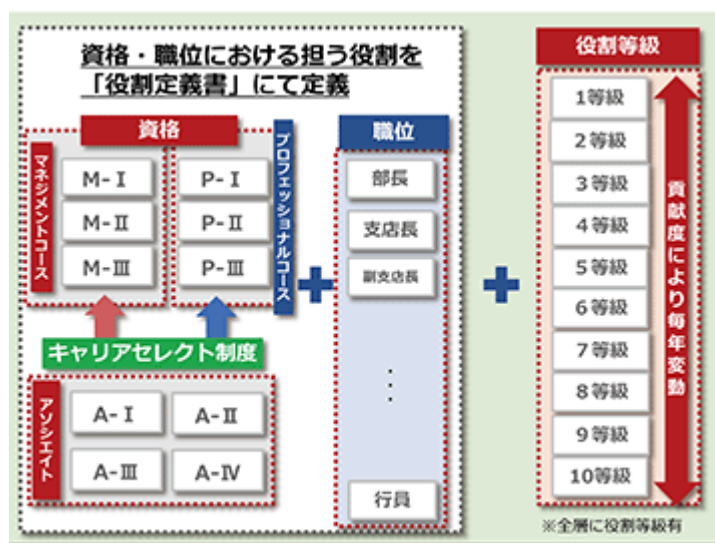 資格・職位における担う役割を
「役割定義書」にて定義
資格
マネジメントコース
M-Ⅰ
M-Ⅱ
M-Ⅲ
P-Ⅰ
P-Ⅱ
P-Ⅲ
プロフェッショナルコース
キャリアセレクト制度
アソシエイト
A-Ⅰ
A-Ⅱ
A-Ⅲ
A-Ⅳ
職位
部長
支店長
副支店長
⋮
行員
役割等級
1等級
2等級
3等級
4等級
5等級
6等級
7等級
8等級
9等級
10等級
貢献度により毎年変動
※全層に役割等級有